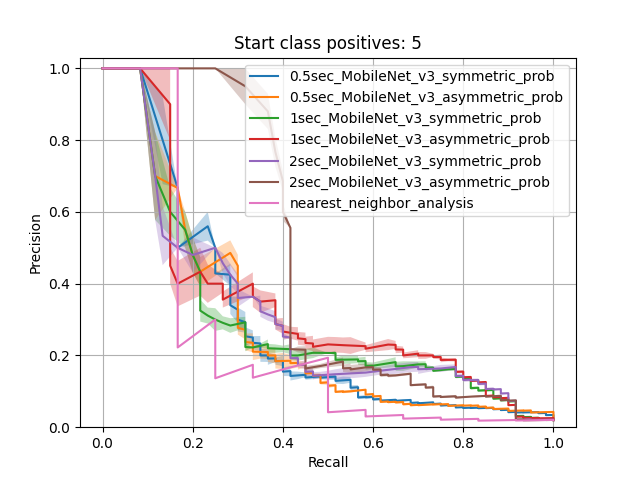 Start class positives: 5
0.5sec_MobileNet_v3_symmetric_prob
0.5sec_MobileNet_v3_asymmetric_prob
1sec_MobileNet_v3_symmetric_prob
1sec_MobileNet_v3_asymmetric_prob
2sec_MobileNet_v3_symmetric_prob
2sec_MobileNet_v3_asymmetric_prob
nearest_neighbor_analysis
Precision
1.0
0.8
0.6
0.4
0.2
0.0
0.0 0.2 0.4 0.6 0.8 1.0
Recall